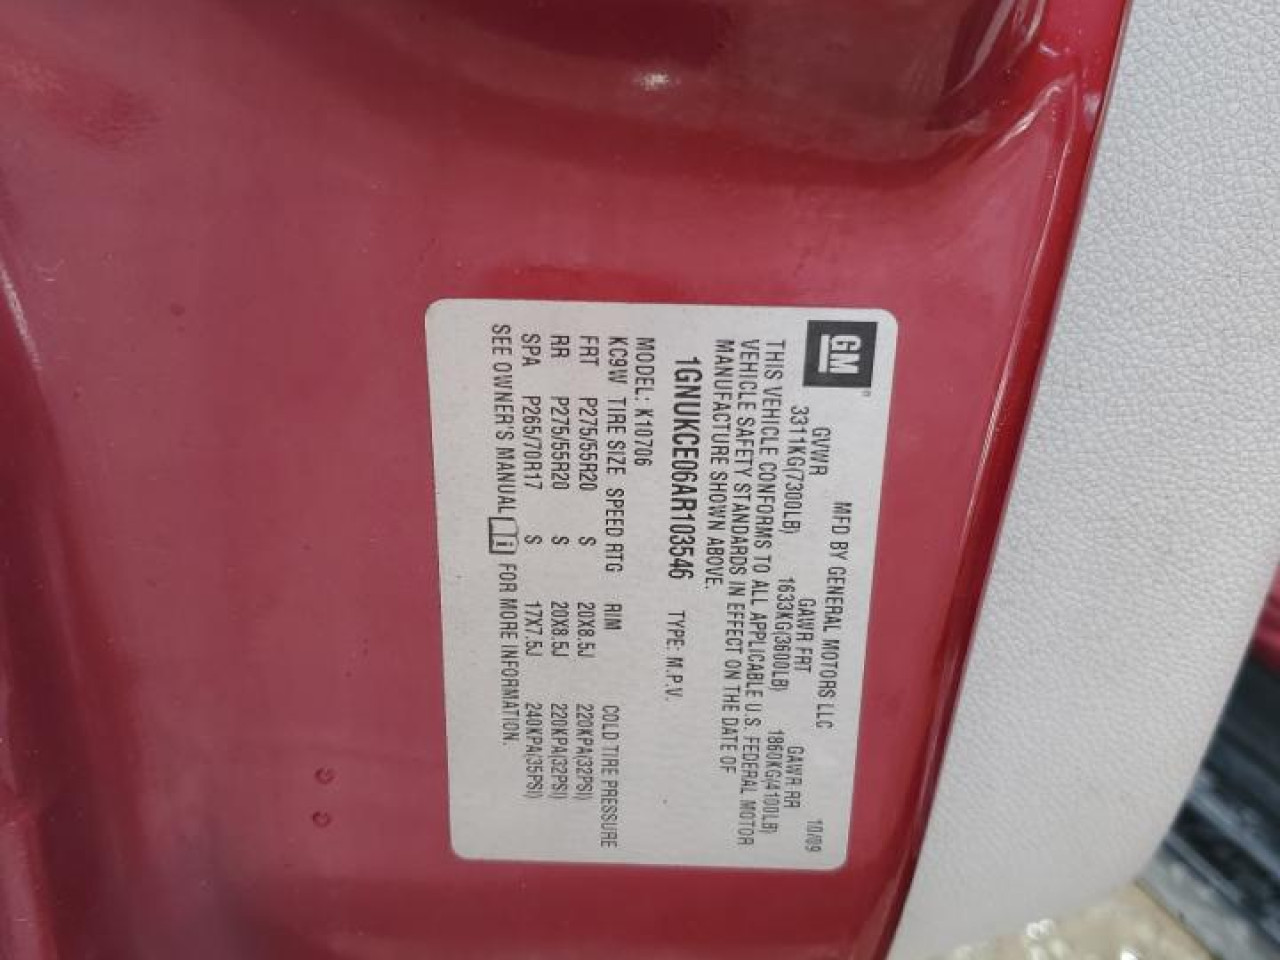 GM®
MFD BY GENERAL MOTORS LLC 10/09
GVWR GAWR FRT GAWR RR
3311KG(7300LB) 1633KG(3600LB) 1860KG(4100LB)
THIS VEHICLE CONFORMS TO ALL APPLICABLE U.S. FEDERAL MOTOR
VEHICLE SAFETY STANDARDS IN EFFECT ON THE DATE OF
MANUFACTURE SHOWN ABOVE.
1GNUKCE06AR103546 TYPE: M.P.V.
MODEL: K10706
KC9W TIRE SIZE SPEED RTG RIM COLD TIRE PRESSURE
FRT P275/55R20 S 20X8.5J 220KPA(32PSI)
RR P275/55R20 S 20X8.5J 220KPA(32PSI)
SPA P265/70R17 S 17X7.5J 240KPA(35PSI)
SEE OWNER'S MANUAL i FOR MORE INFORMATION.